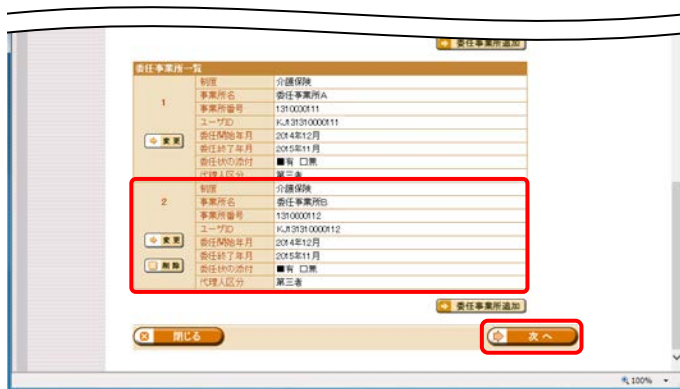 委任事業所追加
委任事業所一覧
1
制度 介護保険
事業所名 委任事業所A
事業所番号 1310000111
ユーザID KJ131310000111
変更
委任開始年月 2014年12月
委任終了年月 2015年11月
委任状の添付 ■有 口無
代理人区分 第三者
2
制度 介護保険
事業所名 委任事業所B
事業所番号 1310000112
ユーザID KJ131310000112
変更
委任開始年月 2014年12月
委任終了年月 2015年11月
削除
委任状の添付 ■有 口無
代理人区分 第三者
委任事業所追加
閉じる
次へ
100%